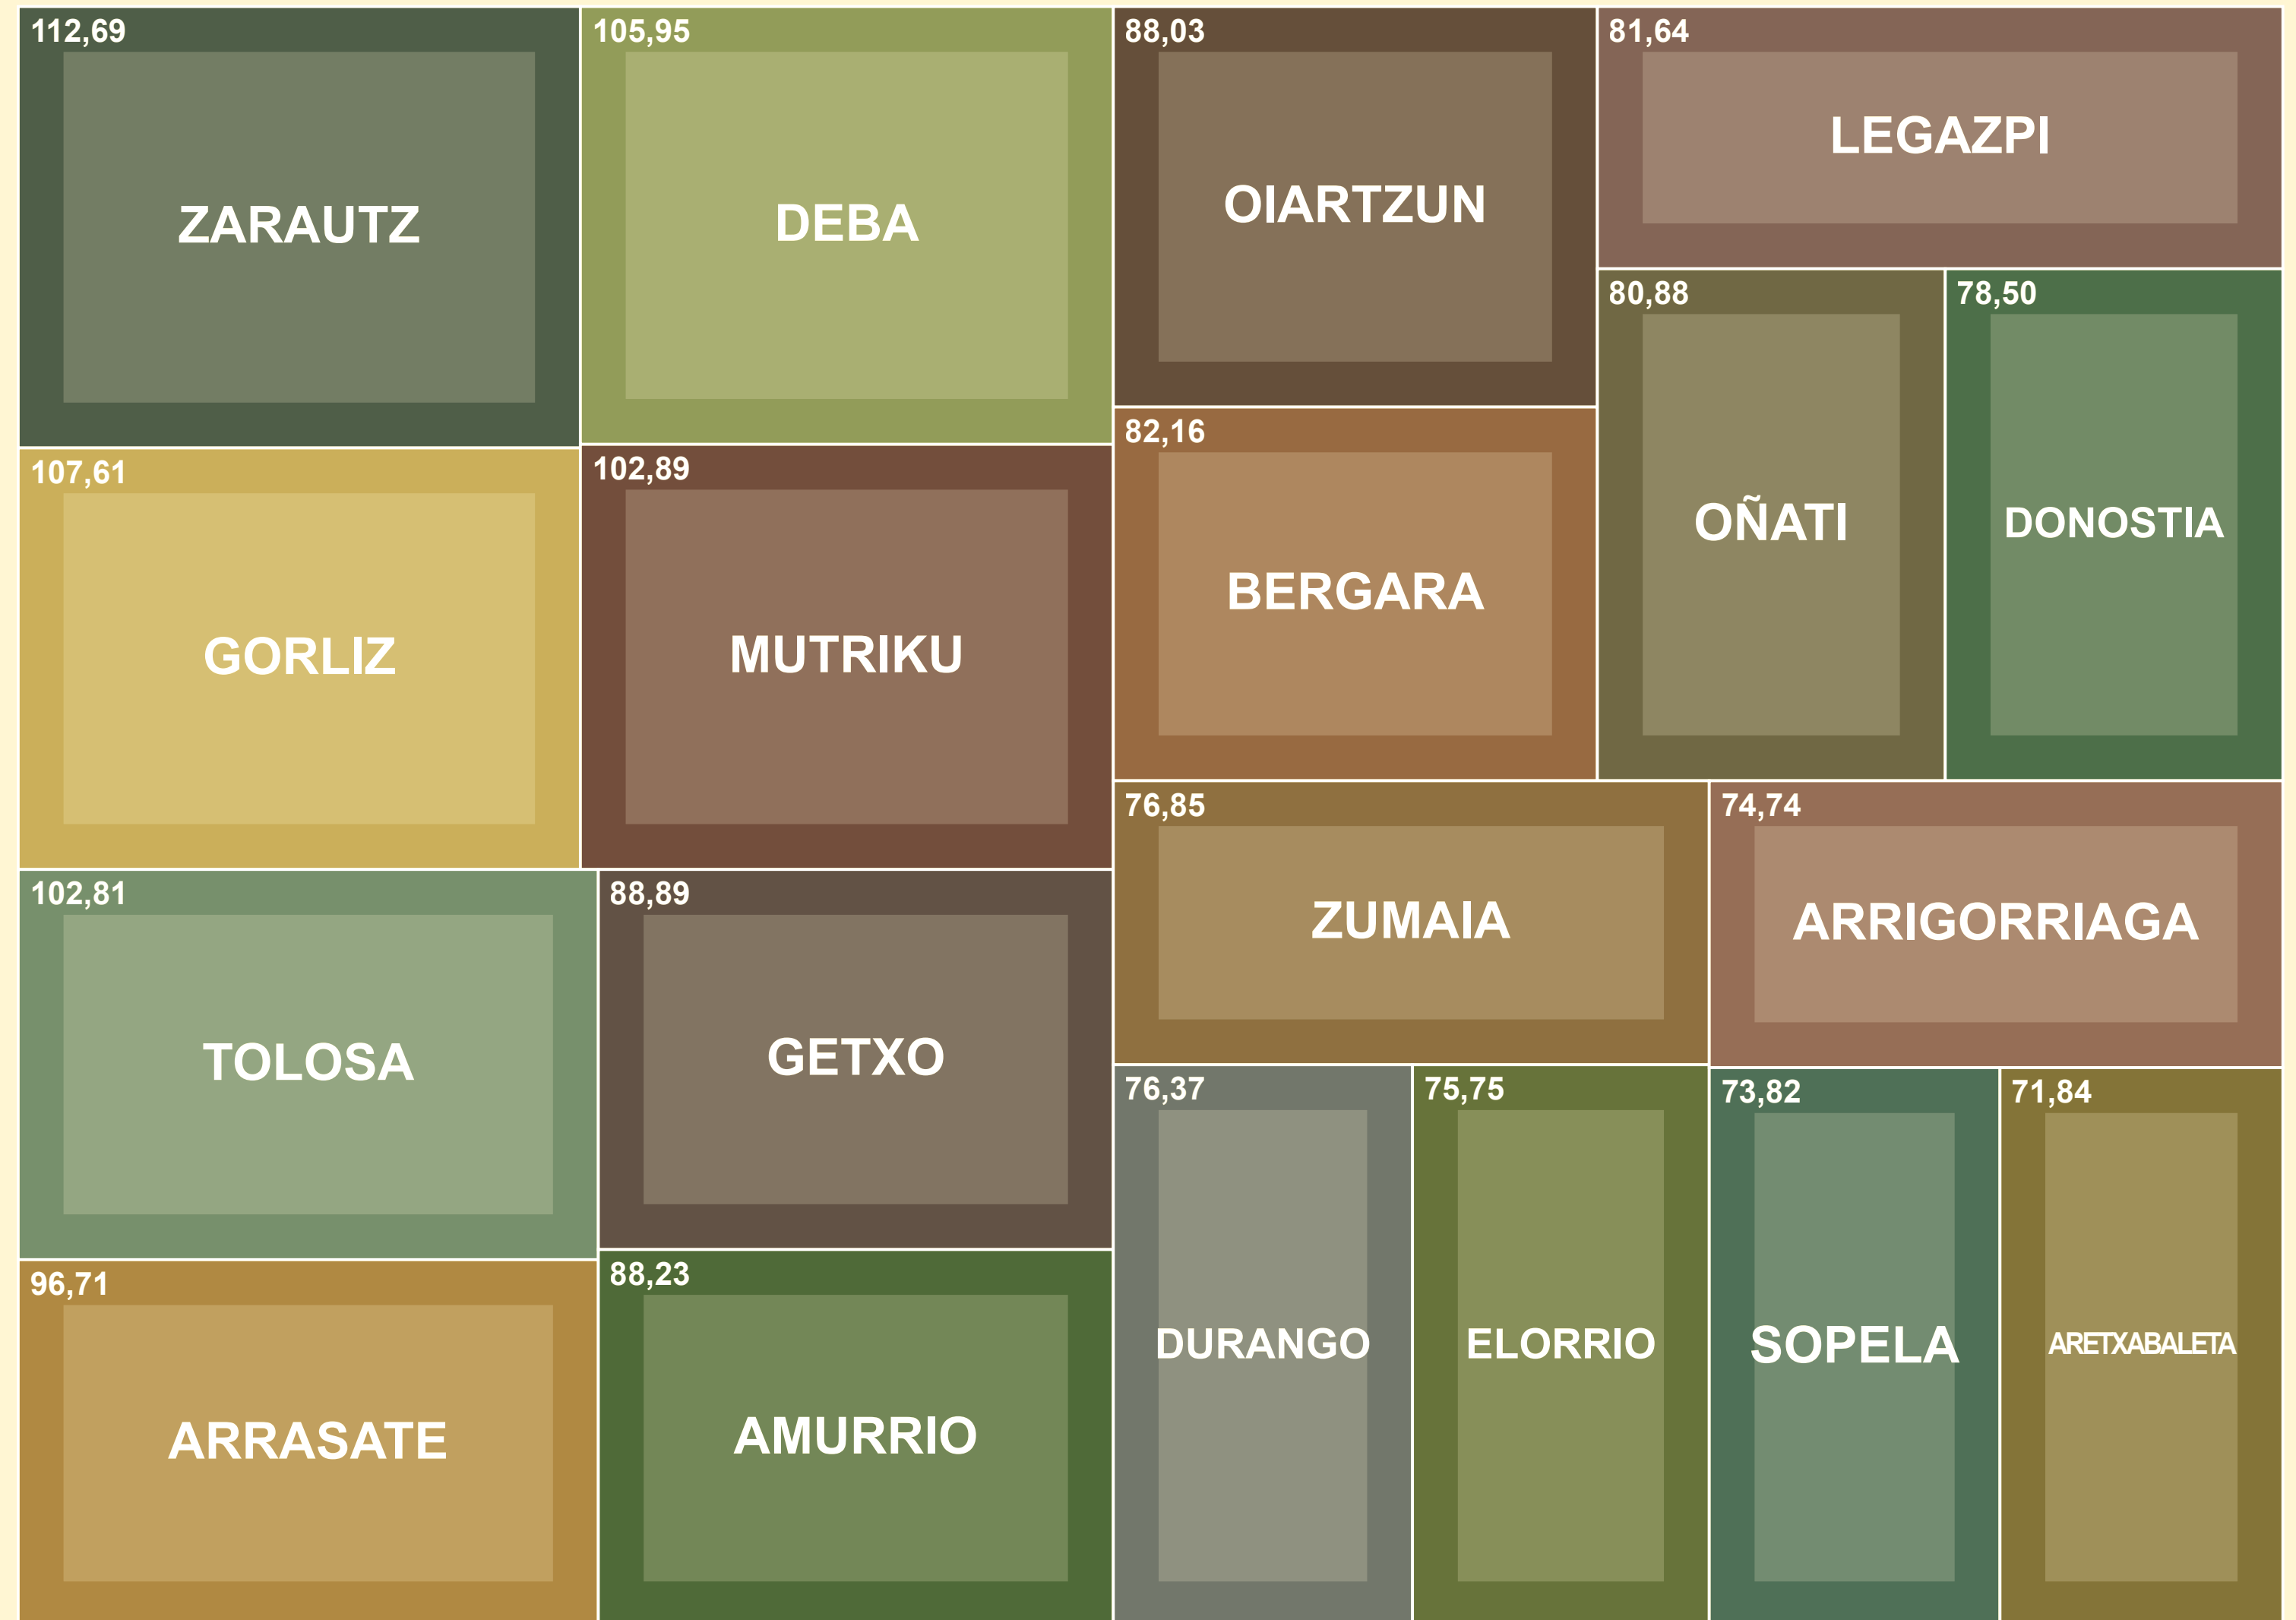 112,69
ZARAUTZ
105,95
DEBA
88,03
OIARTZUN
81,64
LEGAZPI
80,88
OÑATI
78,50
DONOSTIA
107,61
GORLIZ
102,89
MUTRIKU
82,16
BERGARA
76,85
ZUMAIA
74,74
ARRIGORRIAGA
102,81
TOLOSA
88,89
GETXO
76,37
DURANGO
75,75
ELORRIO
73,82
SOPELA
71,84
ARETXABALETA
96,71
ARRASATE
88,23
AMURRIO